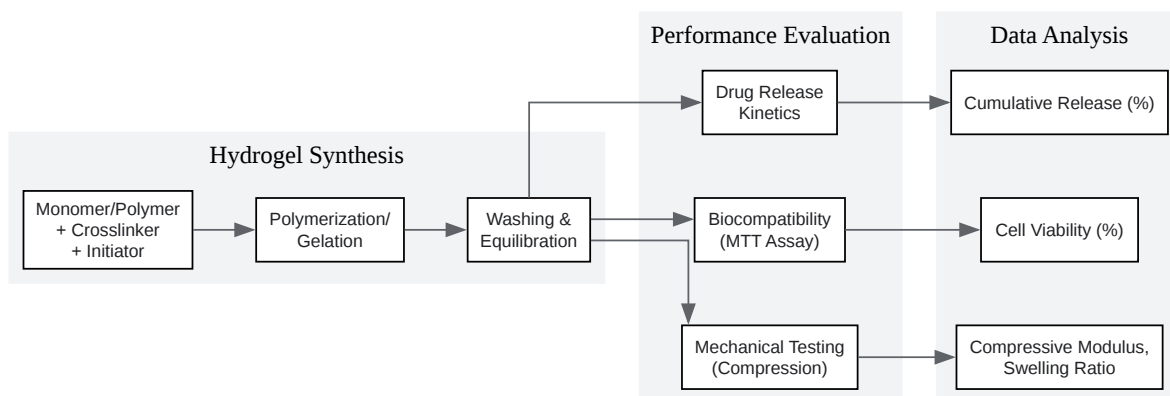 Performance Evaluation
Data Analysis
Drug Release
Kinetics
Cumulative Release (%)
Hydrogel Synthesis
Monomer/Polymer
+ Crosslinker
+ Initiator
Polymerization/
Gelation
Washing &
Equilibration
Biocompatibility
(MTT Assay)
Cell Viability (%)
Mechanical Testing
(Compression)
Compressive Modulus,
Swelling Ratio